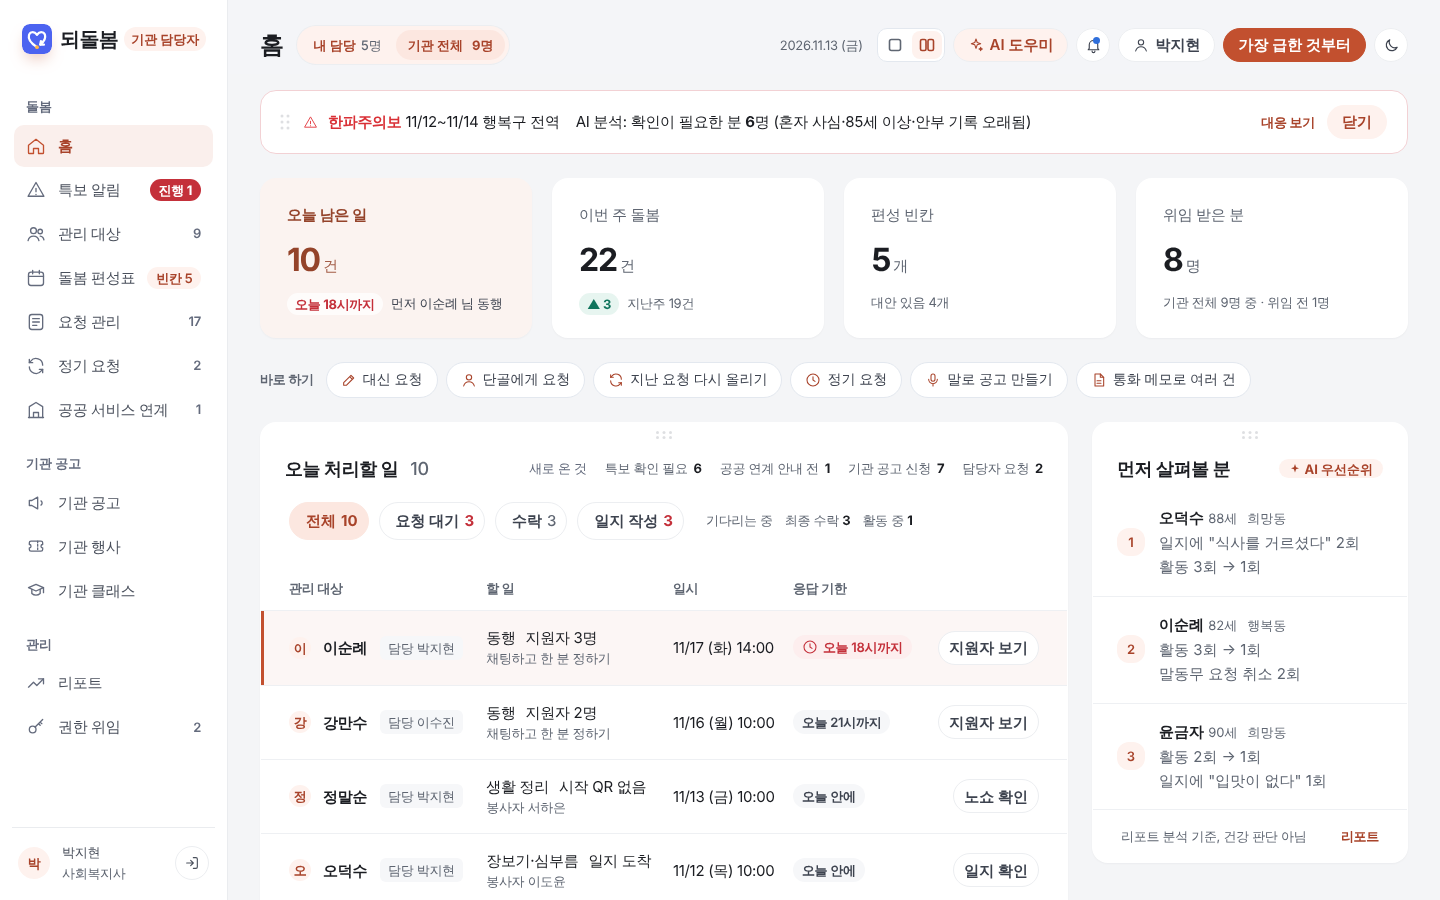 되돌봄 기관 담당자
돌봄
홈
특보 알림 진행 1
관리 대상 9
돌봄 편성표 빈칸 5
요청 관리 17
정기 요청 2
공공 서비스 연계 1
기관 공고
기관 공고
기관 행사
기관 클래스
관리
리포트
권한 위임 2
박 박지현
사회복지사
홈 내 담당 5명 기관 전체 9명 2026.11.13 (금) AI 도우미 박지현 가장 급한 것부터
한파주의보 11/12~11/14 행복구 전역 AI 분석: 확인이 필요한 분 6명 (혼자 사심·85세 이상·안부 기록 오래됨) 대응 보기 닫기
오늘 남은 일
10건
오늘 18시까지 먼저 이순례 님 동행
이번 주 돌봄
22건
▲3 지난주 19건
편성 빈칸
5개
대안 있음 4개
위임 받은 분
8명
기관 전체 9명 중 · 위임 전 1명
바로 하기 대신 요청 단골에게 요청 지난 요청 다시 올리기 정기 요청 말로 공고 만들기 통화 메모로 여러 건
오늘 처리할 일 10 새로 온 것 특보 확인 필요 6 공공 연계 안내 전 1 기관 공고 신청 7 담당자 요청 2
전체 10 요청 대기 3 수락 3 일지 작성 3 기다리는 중 최종 수락 3 활동 중 1
관리 대상 할 일 일시 응답 기한
이 이순례 담당 박지현 동행 지원자 3명 11/17 (화) 14:00 오늘 18시까지 지원자 보기
채팅하고 한 분 정하기
강 강만수 담당 이수진 동행 지원자 2명 11/16 (월) 10:00 오늘 21시까지 지원자 보기
채팅하고 한 분 정하기
정 정말순 담당 박지현 생활 정리 시작 QR 없음 11/13 (금) 10:00 오늘 안에 노쇼 확인
봉사자 서하은
오 오덕수 담당 박지현 장보기·심부름 일지 도착 11/12 (목) 10:00 오늘 안에 일지 확인
봉사자 이도윤
먼저 살펴볼 분 AI 우선순위
1 오덕수 88세 희망동
일지에 "식사를 거르셨다" 2회
활동 3회 → 1회
2 이순례 82세 행복동
활동 3회 → 1회
말동무 요청 취소 2회
3 윤금자 90세 희망동
활동 2회 → 1회
일지에 "입맛이 없다" 1회
리포트 분석 기준, 건강 판단 아님 리포트